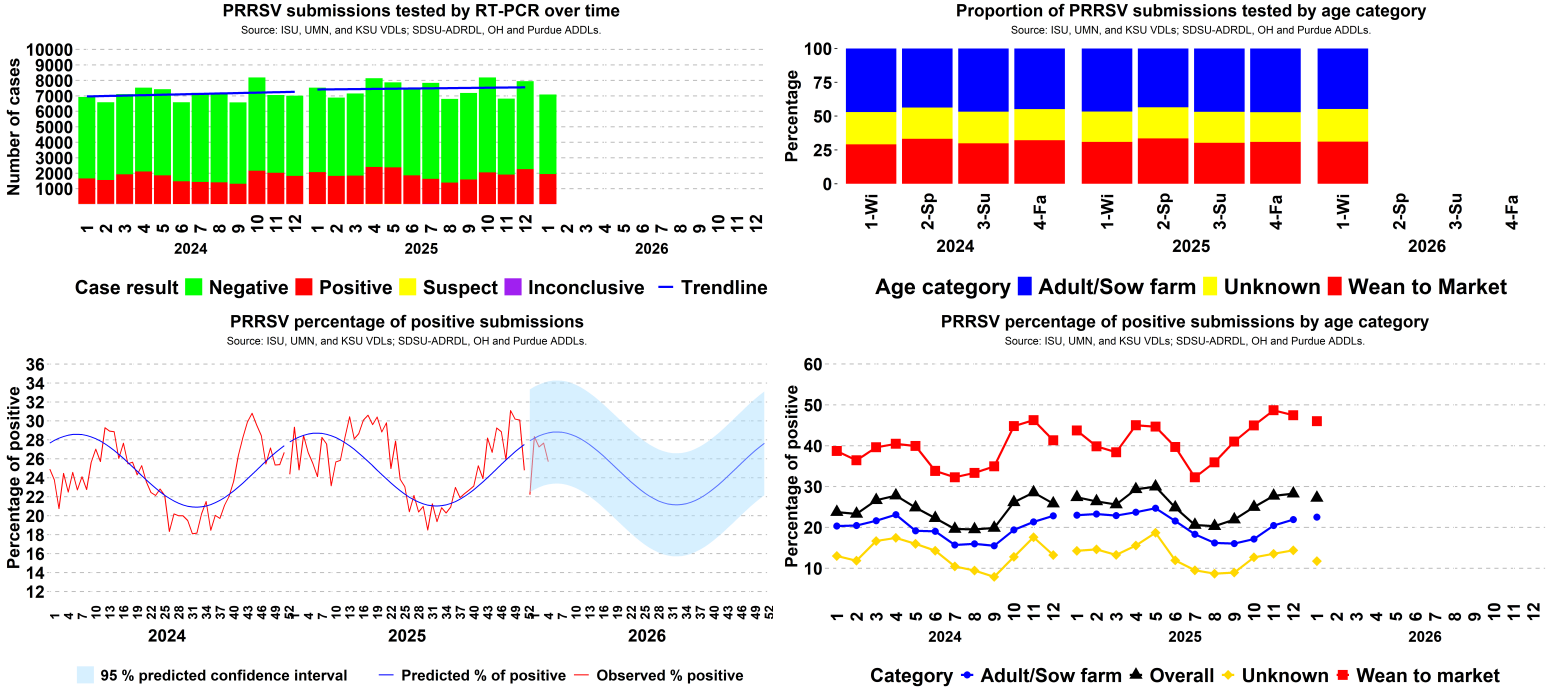 PRRSV submissions tested by RT-PCR over time
Source: ISU, UMN, and KSU VDLs; SDSU-ADRDL, OH and Purdue ADDLs.
Number of cases
10000
9000
8000
7000
6000
5000
4000
3000
2000
1000
1 2 3 4 5 6 7 8 9 10 11 12 1 2 3 4 5 6 7 8 9 10 11 12 1 2 3 4 5 6 7 8 9 10 11 12
2024 2025 2026
Case result Negative Positive Suspect Inconclusive Trendline
Proportion of PRRSV submissions tested by age category
Source: ISU, UMN, and KSU VDLs; SDSU-ADRDL, OH and Purdue ADDLs.
Percentage
100
75
50
25
0
1-Wi 2-Sp 3-Su 4-Fa 1-Wi 2-Sp 3-Su 4-Fa 1-Wi 2-Sp 3-Su 4-Fa
2024 2025 2026
Age category Adult/Sow farm Unknown Wean to Market
PRRSV percentage of positive submissions
Source: ISU, UMN, and KSU VDLs; SDSU-ADRDL, OH and Purdue ADDLs.
Percentage of positive
36
34
32
30
28
26
24
22
20
18
16
14
12
1 4 7 10 13 16 19 22 25 28 31 34 37 40 43 46 49 52 1 4 7 10 13 16 19 22 25 28 31 34 37 40 43 46 49 52 1 4 7 10 13 16 19 22 25 28 31 34 37 40 43 46 49 52
2024 2025 2026
95 % predicted confidence interval Predicted % of positive Observed % positive
PRRSV percentage of positive submissions by age category
Source: ISU, UMN, and KSU VDLs; SDSU-ADRDL, OH and Purdue ADDLs.
Percentage of positive
60
50
40
30
20
10
1 2 3 4 5 6 7 8 9 10 11 12 1 2 3 4 5 6 7 8 9 10 11 12 1 2 3 4 5 6 7 8 9 10 11 12
2024 2025 2026
Category Adult/Sow farm Overall Unknown Wean to market